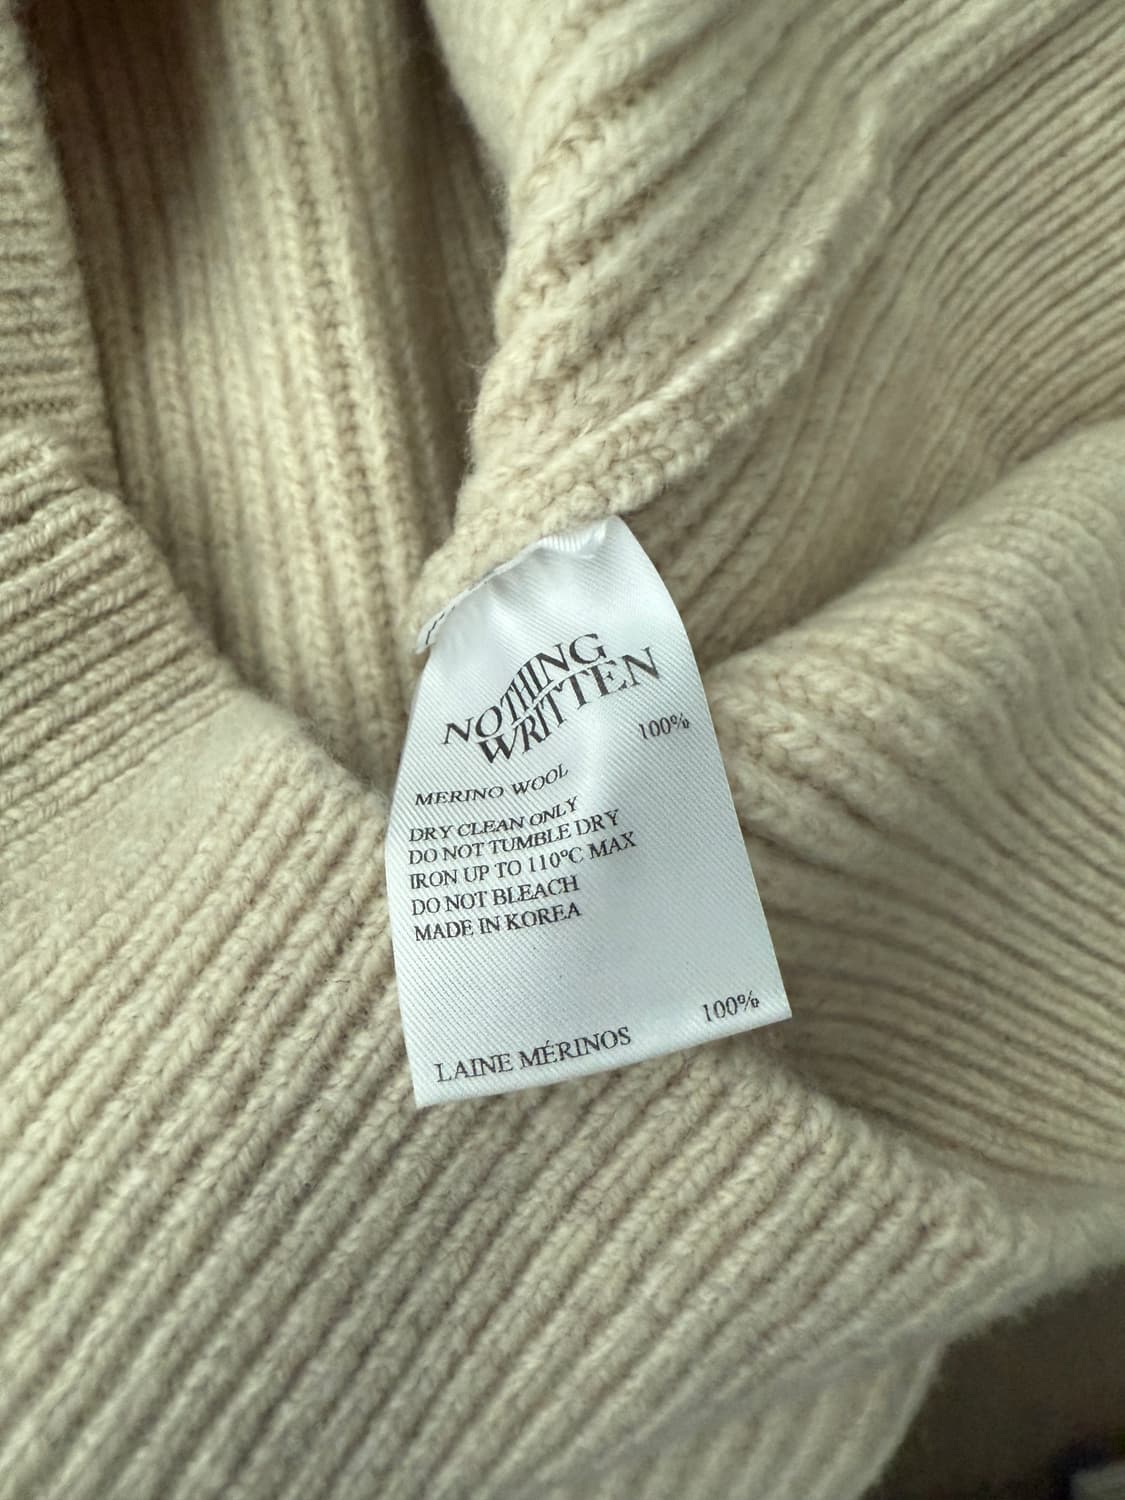 NOTHING
WRITTEN
MERINO WOOL 100%
DRY CLEAN ONLY
DO NOT TUMBLE DRY
IRON UP TO 110°C MAX
DO NOT BLEACH
MADE IN KOREA
LAINE MÉRINOS 100%